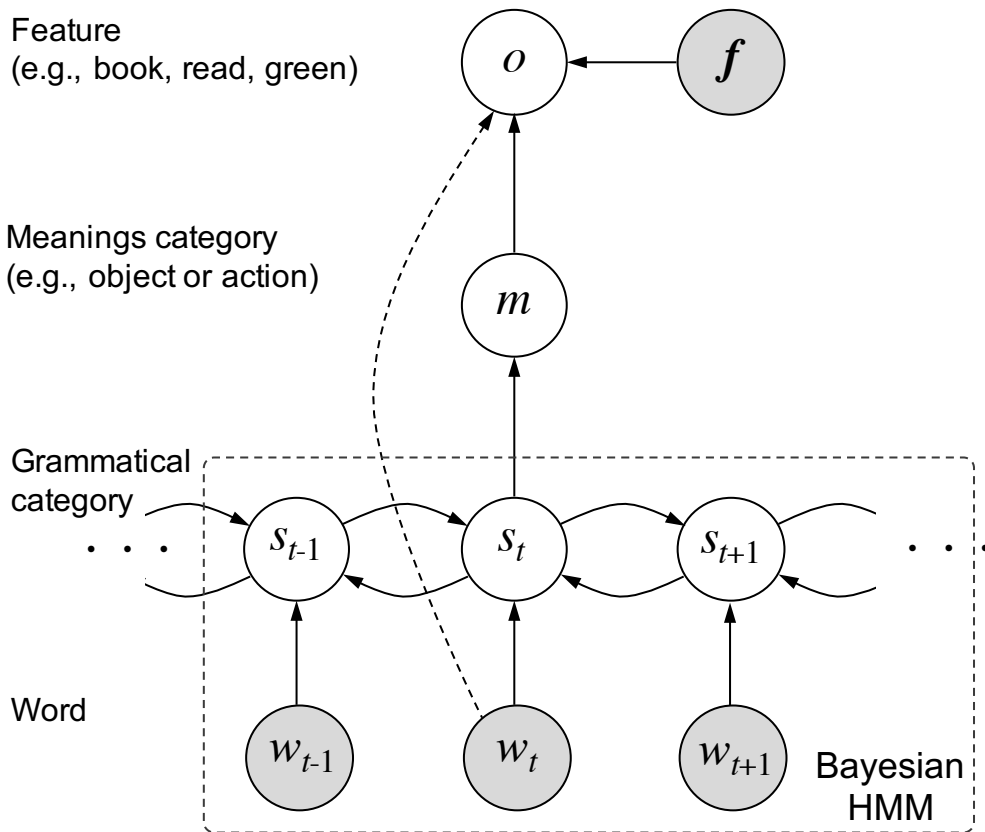 Feature
(e.g., book, read, green)
o
f
Meanings category
(e.g., object or action)
m
Grammatical
category
. . .
s_{t-1}
s_t
s_{t+1}
. . .
Word
w_{t-1}
w_t
w_{t+1}
Bayesian
HMM